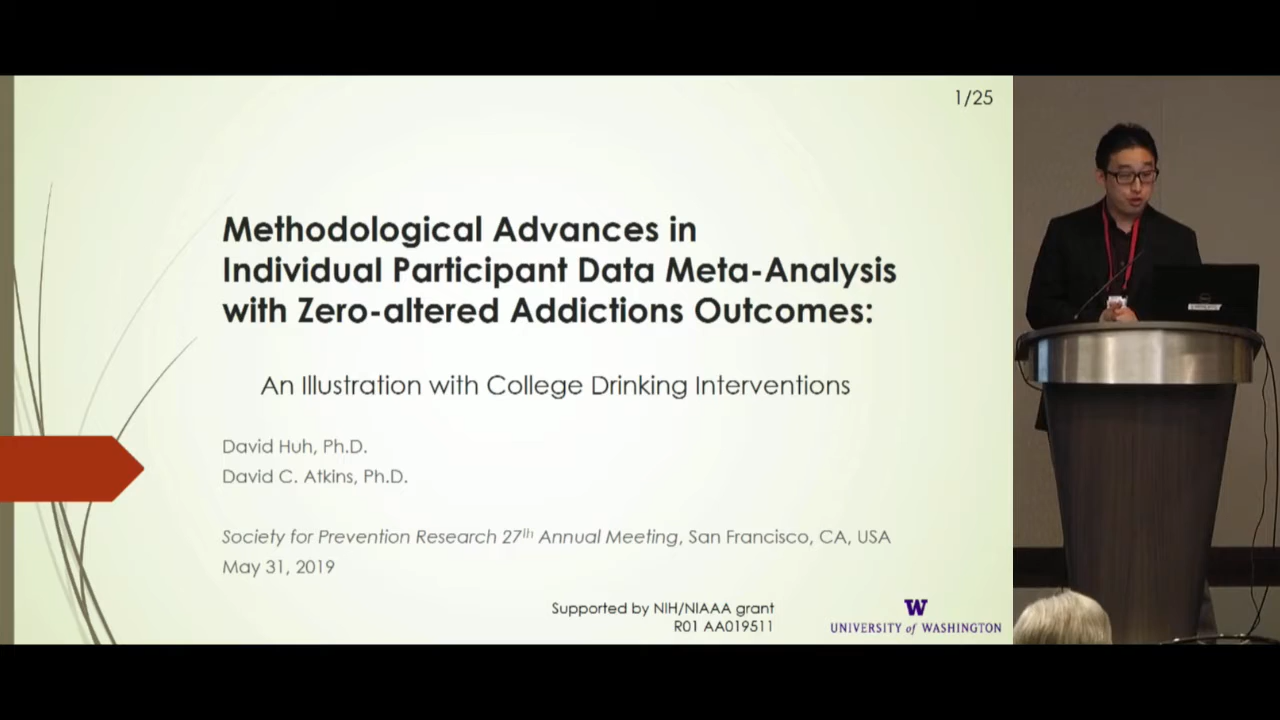 1/25
Methodological Advances in
Individual Participant Data Meta-Analysis
with Zero-altered Addictions Outcomes:
An Illustration with College Drinking Interventions
David Huh, Ph.D.
David C. Atkins, Ph.D.
Society for Prevention Research 27th Annual Meeting, San Francisco, CA, USA
May 31, 2019
Supported by NIH/NIAAA grant
R01 AA019511
W
UNIVERSITY of WASHINGTON